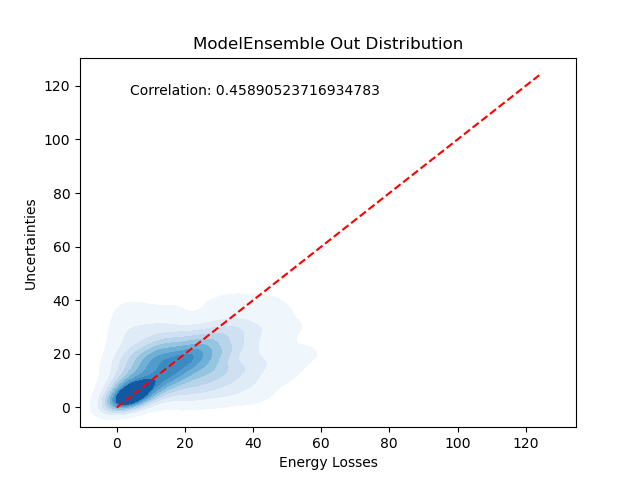 ModelEnsemble Out Distribution
Correlation: 0.45890523716934783
120
100
80
60
40
20
0
Uncertainties
0 20 40 60 80 100 120
Energy Losses